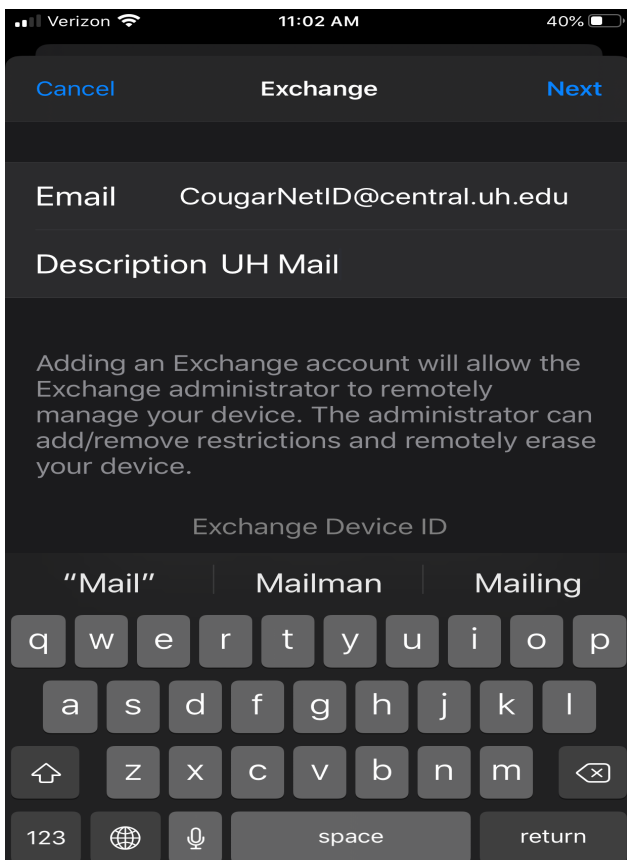 Verizon 11:02 AM 40%
Cancel Exchange Next
Email CougarNetID@central.uh.edu
Description UH Mail
Adding an Exchange account will allow the
Exchange administrator to remotely
manage your device. The administrator can
add/remove restrictions and remotely erase
your device.
Exchange Device ID
“Mail” Mailman Mailing
q w e r t y u i o p
a s d f g h j k l
z x c v b n m
123 space return